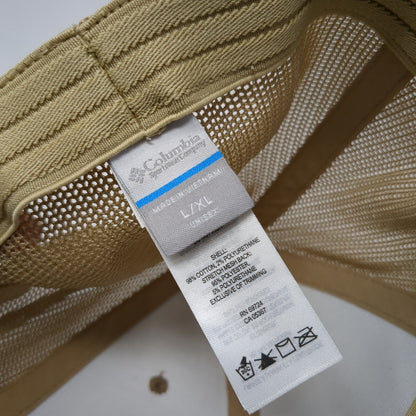 Columbia
Sportswear Company
MADE IN VIETNAM
L/XL
UNISEX
SHELL:
98% COTTON, 2% POLYURETHANE
STRETCH MESH BACK:
95% POLYESTER,
5% POLYURETHANE
EXCLUSIVE OF TRIMMING
RN 69724
CA 05367